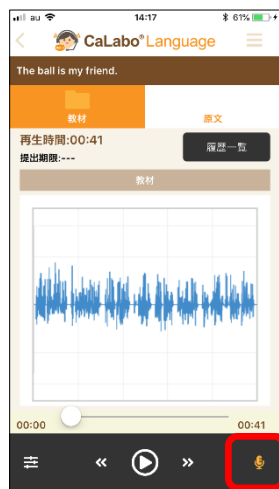 au 14:17 61%
CaLabo® Language
The ball is my friend.
教材 原文
再生時間:00:41
履歴一覧
提出期限:---
教材
00:00 00:41